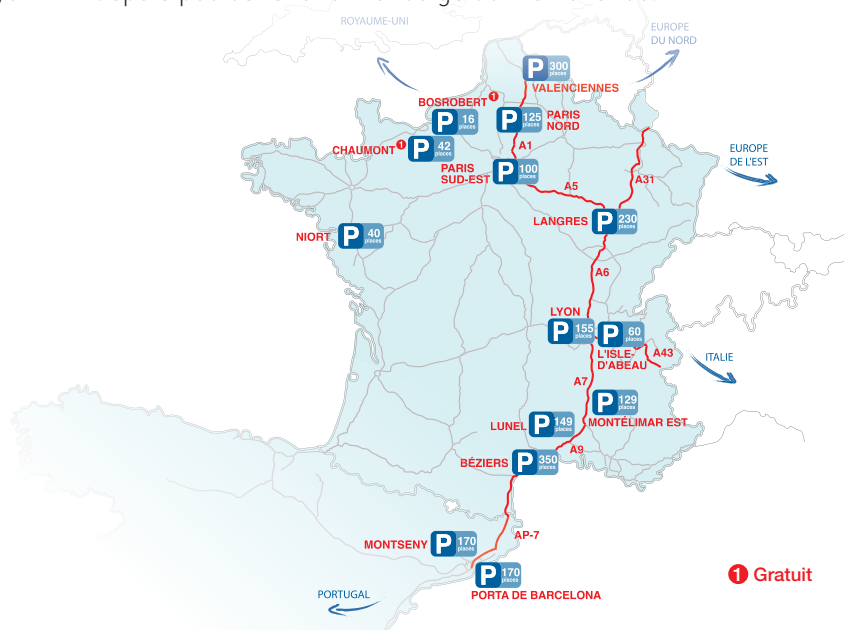 ROYAUME-UNI
EUROPE
DU NORD
P 300
places
VALENCIENNES
BOSROBERT 1
P 16
places
P 125
places
PARIS
NORD
CHAUMONT 1
P 42
places
A1
EUROPE
DE L'EST
PARIS
SUD-EST
P 100
places
A5
A31
LANGRES
P 230
places
NIORT
P 40
places
A6
LYON
P 155
places
P 60
places
L'ISLE-
D'ABEAU
A43
ITALIE
A7
P 129
places
MONTÉLIMAR EST
LUNEL
P 149
places
A9
BÉZIERS
P 350
places
AP-7
MONTSENY
P 170
places
P 170
places
PORTA DE BARCELONA
PORTUGAL
1 Gratuit